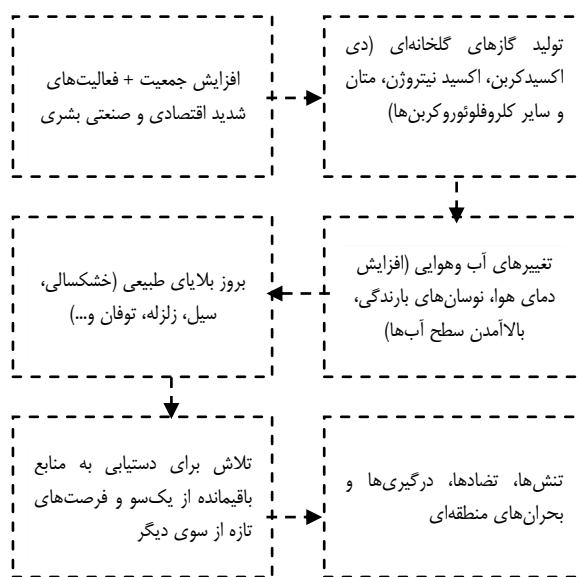 افزایش جمعیت + فعالیت‌های
شدید اقتصادی و صنعتی بشری
تولید گازهای گلخانه‌ای (دی
اکسیدکربن، اکسید نیتروژن، متان
و سایر کلروفلوئوروکربن‌ها)
تغییرهای آب وهوایی (افزایش
دمای هوا، نوسان‌های بارندگی،
بالاآمدن سطح آب‌ها)
بروز بلایای طبیعی (خشکسالی،
سیل، زلزله، توفان و...)
تلاش برای دستیابی به منابع
باقیمانده از یک‌سو و فرصت‌های
تازه از سوی دیگر
تنش‌ها، تضادها، درگیری‌ها و
بحران‌های منطقه‌ای